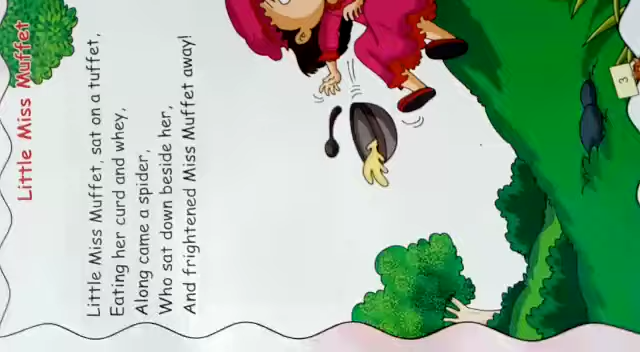 Little Miss Muffet
Little Miss Muffet, sat on a tuffet,
Eating her curd and whey,
Along came a spider,
Who sat down beside her,
And frightened Miss Muffet away!
3